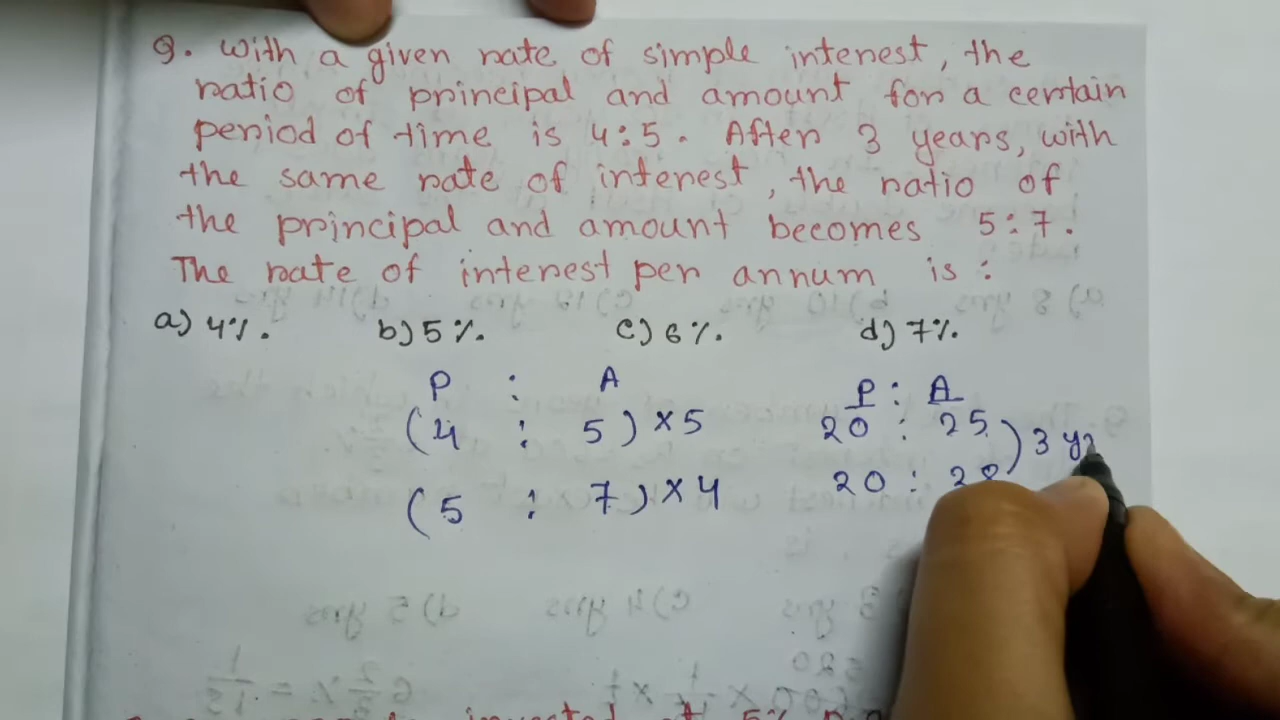 9. With a given rate of simple interest, the
ratio of principal and amount for a certain
period of time is 4:5. After 3 years, with
the same rate of interest, the ratio of
the principal and amount becomes 5:7.
The rate of interest per annum is :
a) 4%. b) 5%. c) 6%. d) 7%.
P : A P : A
(4 : 5) × 5 20 : 25
(5 : 7) × 4 20 : 28 ) 3 y